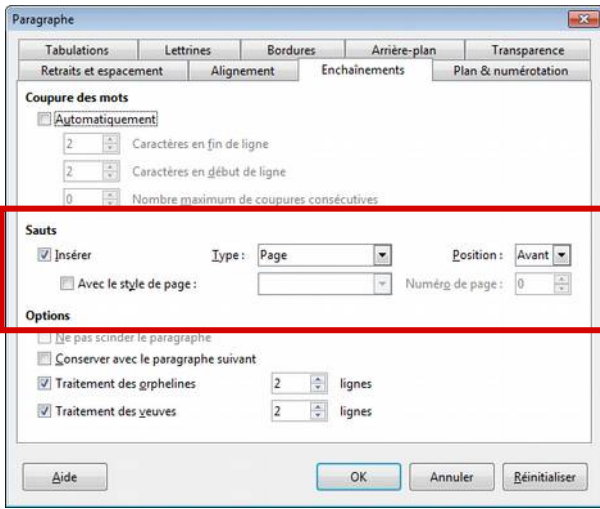 Paragraphe
Tabulations Lettrines Bordures Arrière-plan Transparence
Retraits et espacement Alignement Enchaînements Plan & numérotation
Coupure des mots
Automatiquement
2 Caractères en fin de ligne
2 Caractères en début de ligne
0 Nombre maximum de coupures consécutives
Sauts
Insérer Type : Page Position : Avant
Avec le style de page : Numéro de page : 0
Options
Ne pas scinder le paragraphe
Conserver avec le paragraphe suivant
Traitement des orphelines 2 lignes
Traitement des veuves 2 lignes
Aide OK Annuler Réinitialiser